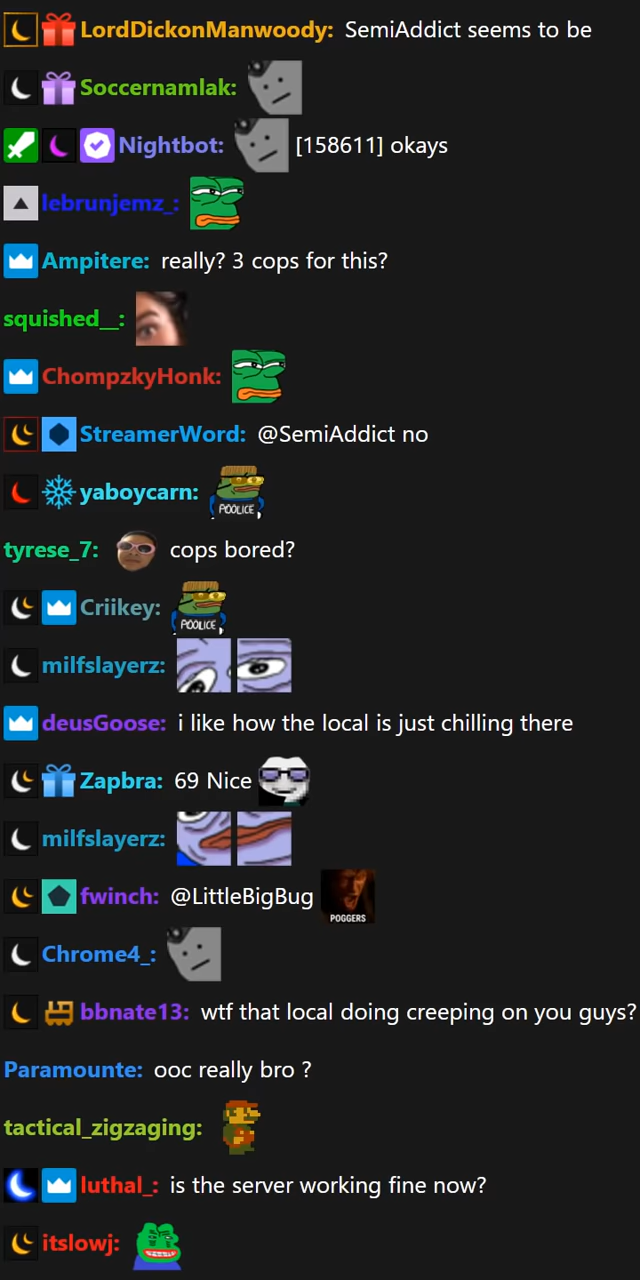 LordDickonManwoody: SemiAddict seems to be
Soccernamlak:
Nightbot: [158611] okays
lebrunjemz_:
Ampitere: really? 3 cops for this?
squished__:
ChompzkyHonk:
StreamerWord: @SemiAddict no
yaboycarn: POOLICE
tyrese_7: cops bored?
Criikey: POOLICE
milfslayerz:
deusGoose: i like how the local is just chilling there
Zapbra: 69 Nice
milfslayerz:
fwinch: @LittleBigBug POGGERS
Chrome4_:
bbnate13: wtf that local doing creeping on you guys?
Paramounte: ooc really bro ?
tactical_zigzaging:
luthal_: is the server working fine now?
itslowj: